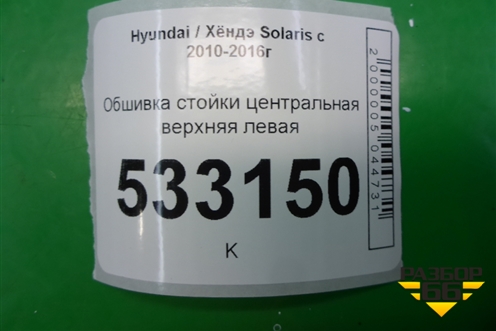 Hyundai / Хёндэ Solaris с
2010-2016г
Обшивка стойки центральная
верхняя левая
533150
К
2000005044731
РАЗБОР
66